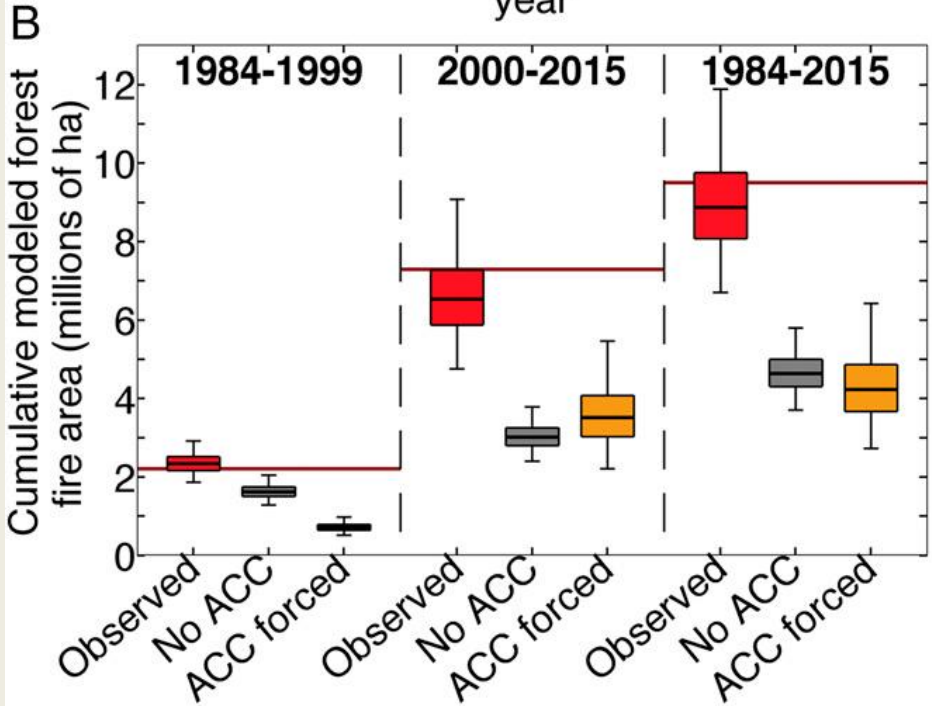 year
B
1984-1999
2000-2015
1984-2015
Cumulative modeled forest
fire area (millions of ha)
12
10
8
6
4
2
0
Observed
No ACC
ACC forced
Observed
No ACC
ACC forced
Observed
No ACC
ACC forced